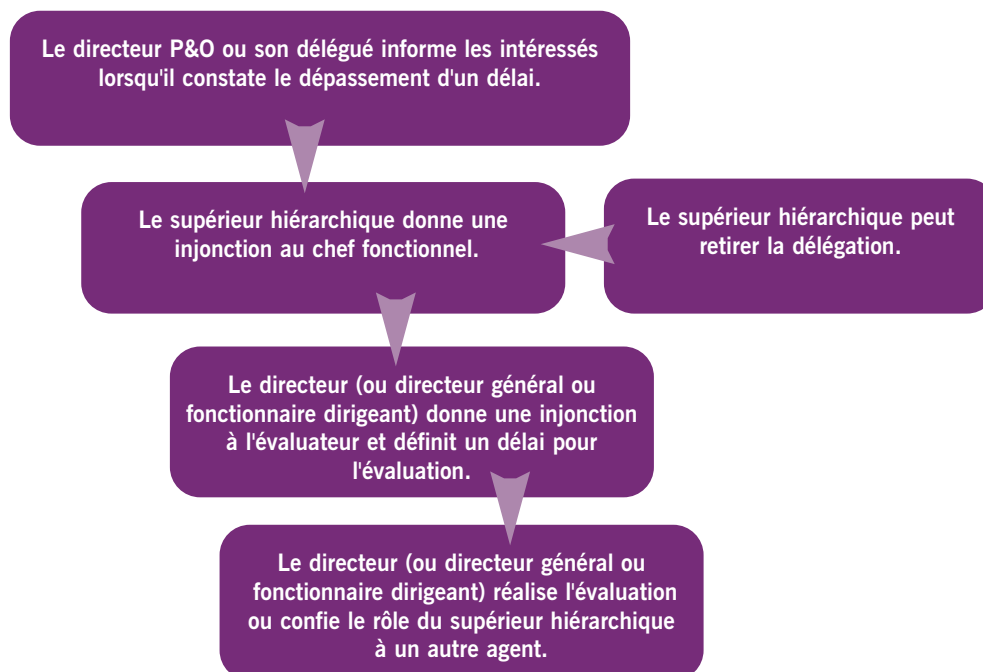 Le directeur P&O ou son délégué informe les intéressés
lorsqu'il constate le dépassement d'un délai.
Le supérieur hiérarchique donne une
injonction au chef fonctionnel.
Le supérieur hiérarchique peut
retirer la délégation.
Le directeur (ou directeur général ou
fonctionnaire dirigeant) donne une injonction
à l'évaluateur et définit un délai pour
l'évaluation.
Le directeur (ou directeur général ou
fonctionnaire dirigeant) réalise l'évaluation
ou confie le rôle du supérieur hiérarchique
à un autre agent.